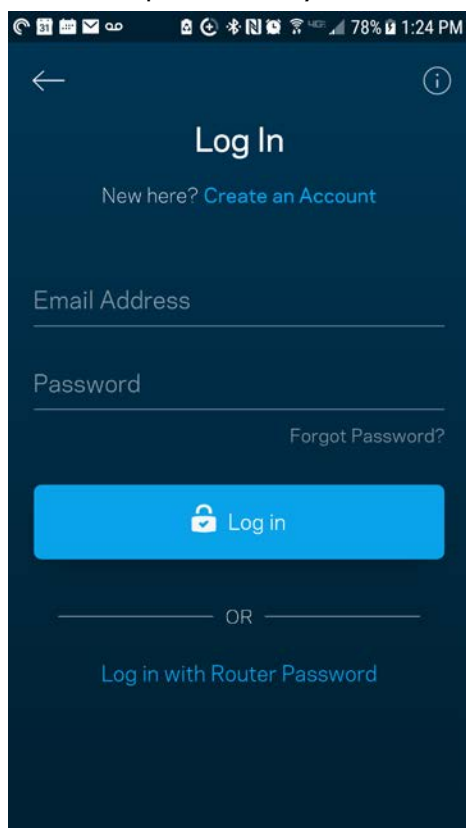 31 78% 1:24 PM
Log In
New here? Create an Account
Email Address
Password
Forgot Password?
Log in
OR
Log in with Router Password